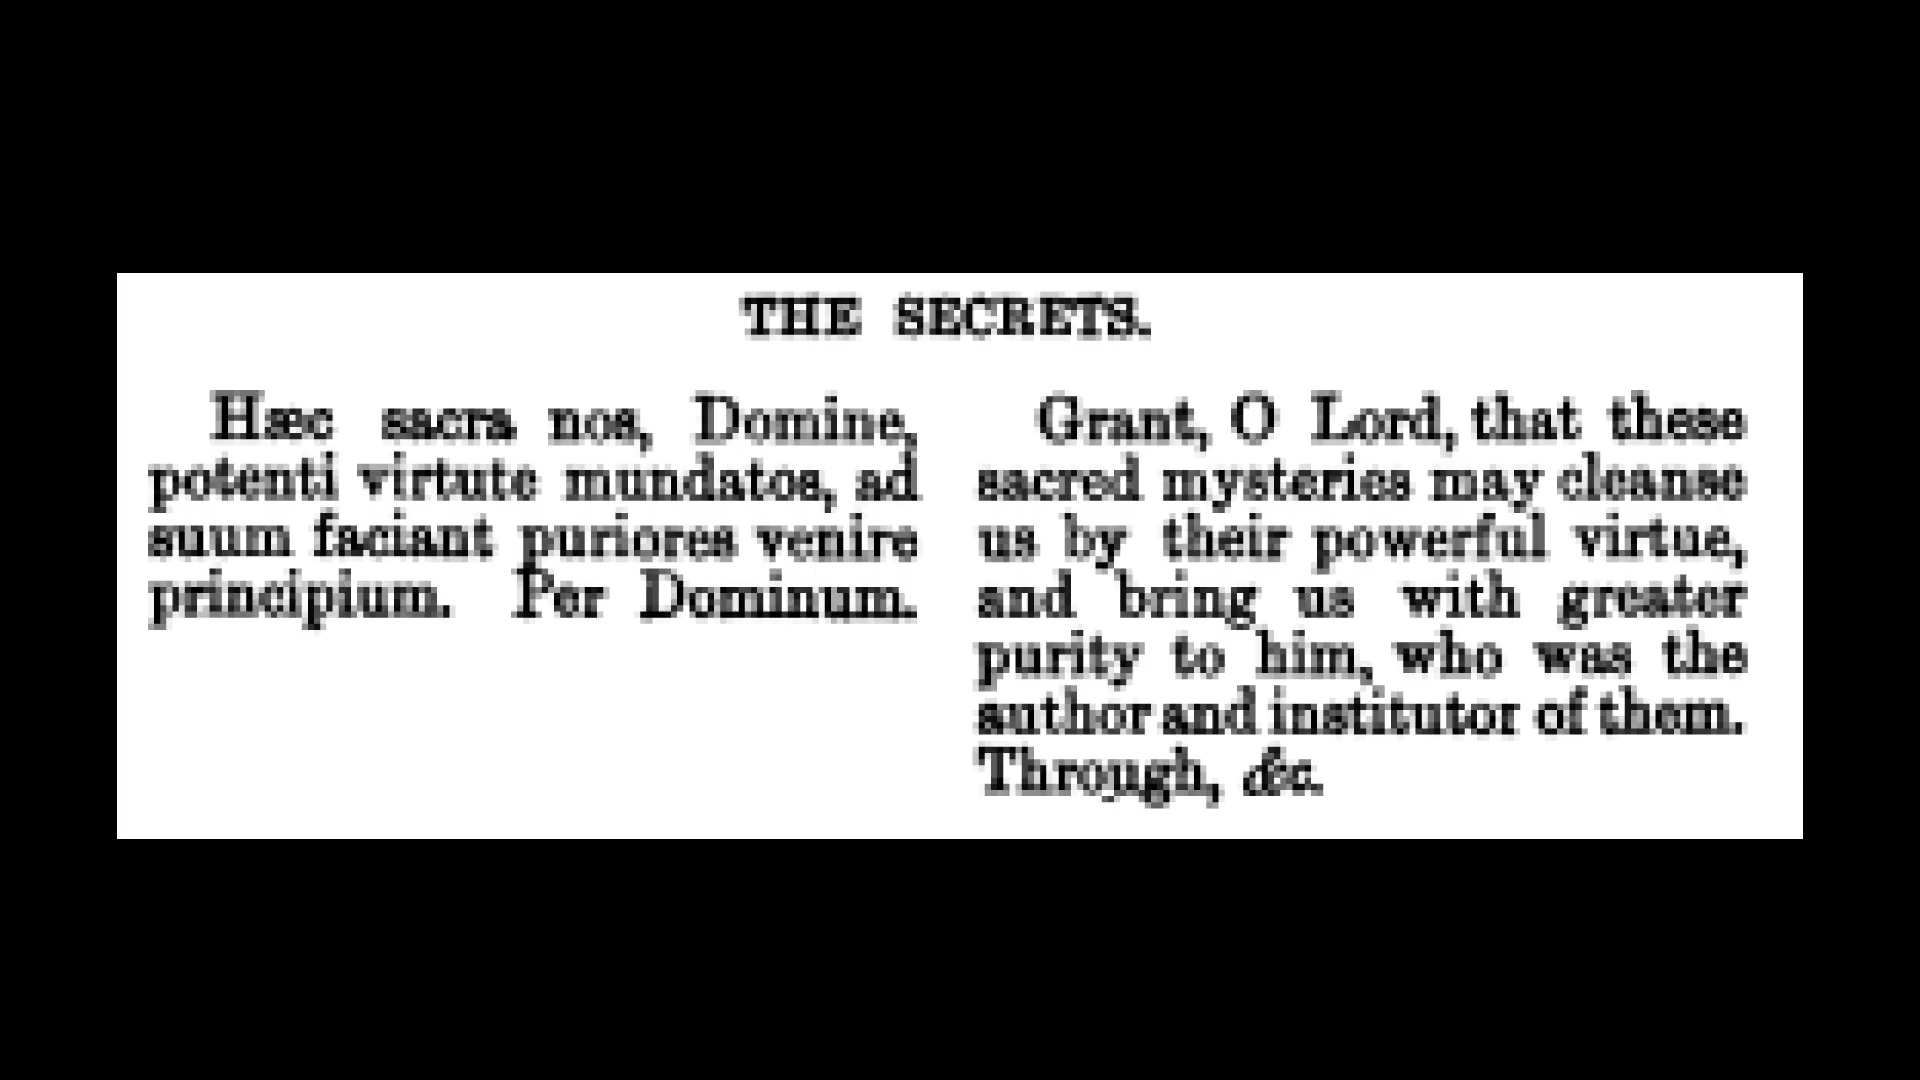 THE SECRETS.
Hæc sacra nos, Domine,
potenti virtute mundatos, ad
suum faciant puriores venire
principium. Per Dominum.
Grant, O Lord, that these
sacred mysteries may cleanse
us by their powerful virtue,
and bring us with greater
purity to him, who was the
author and institutor of them.
Through, &c.